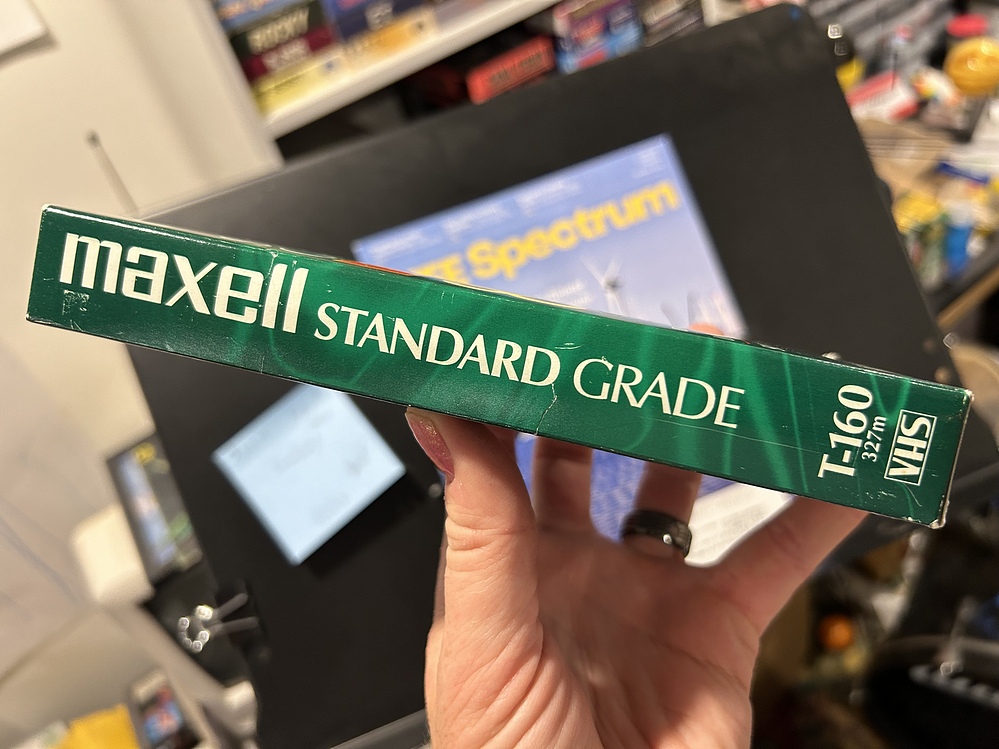 maxell STANDARD GRADE
T-160
327m
VHS
Spectrum